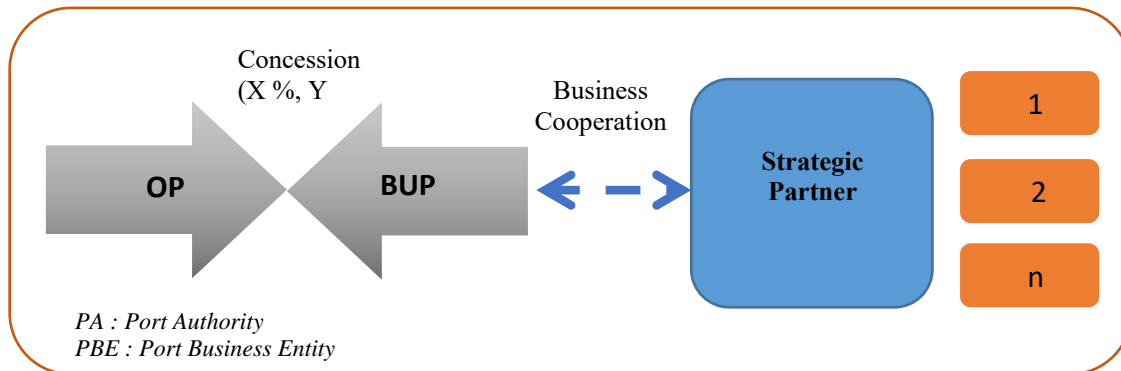 Concession
(X %, Y
OP
BUP
Business
Cooperation
Strategic
Partner
1
2
n
PA : Port Authority
PBE : Port Business Entity